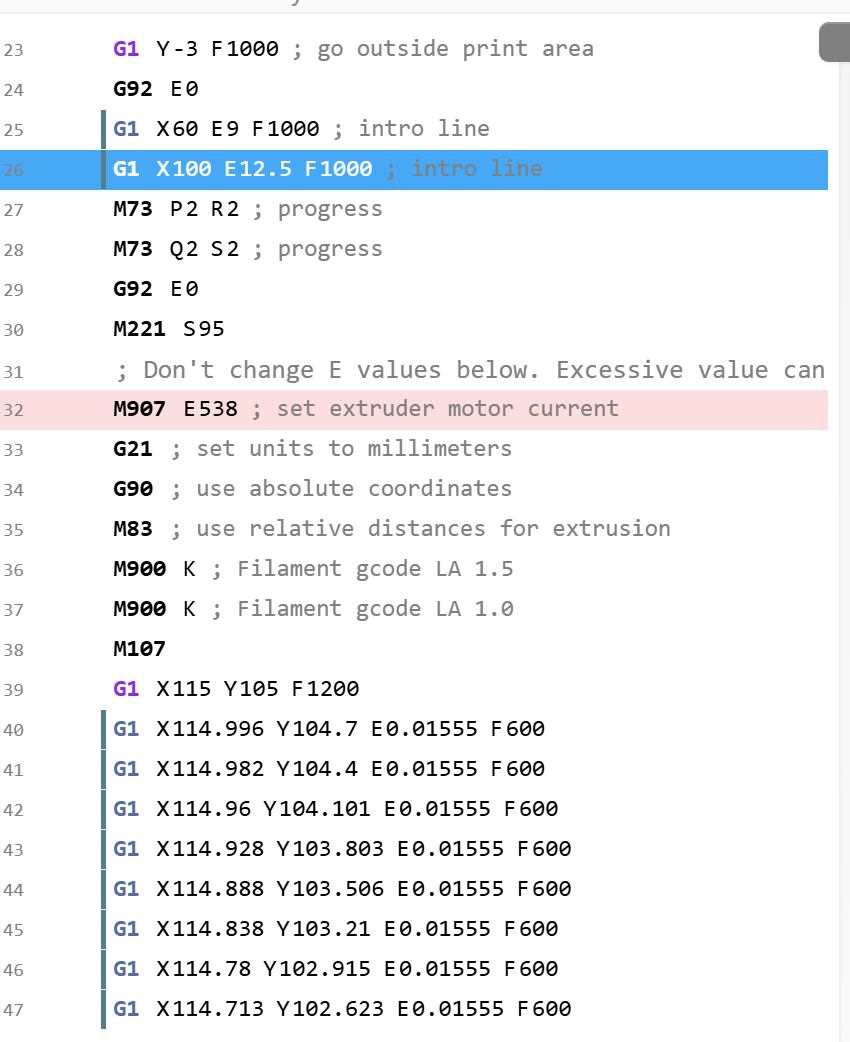 23 G1 Y-3 F1000 ; go outside print area
24 G92 E0
25 G1 X60 E9 F1000 ; intro line
26 G1 X100 E12.5 F1000 ; intro line
27 M73 P2 R2 ; progress
28 M73 Q2 S2 ; progress
29 G92 E0
30 M221 S95
31 ; Don't change E values below. Excessive value can
32 M907 E538 ; set extruder motor current
33 G21 ; set units to millimeters
34 G90 ; use absolute coordinates
35 M83 ; use relative distances for extrusion
36 M900 K ; Filament gcode LA 1.5
37 M900 K ; Filament gcode LA 1.0
38 M107
39 G1 X115 Y105 F1200
40 G1 X114.996 Y104.7 E0.01555 F600
41 G1 X114.982 Y104.4 E0.01555 F600
42 G1 X114.96 Y104.101 E0.01555 F600
43 G1 X114.928 Y103.803 E0.01555 F600
44 G1 X114.888 Y103.506 E0.01555 F600
45 G1 X114.838 Y103.21 E0.01555 F600
46 G1 X114.78 Y102.915 E0.01555 F600
47 G1 X114.713 Y102.623 E0.01555 F600